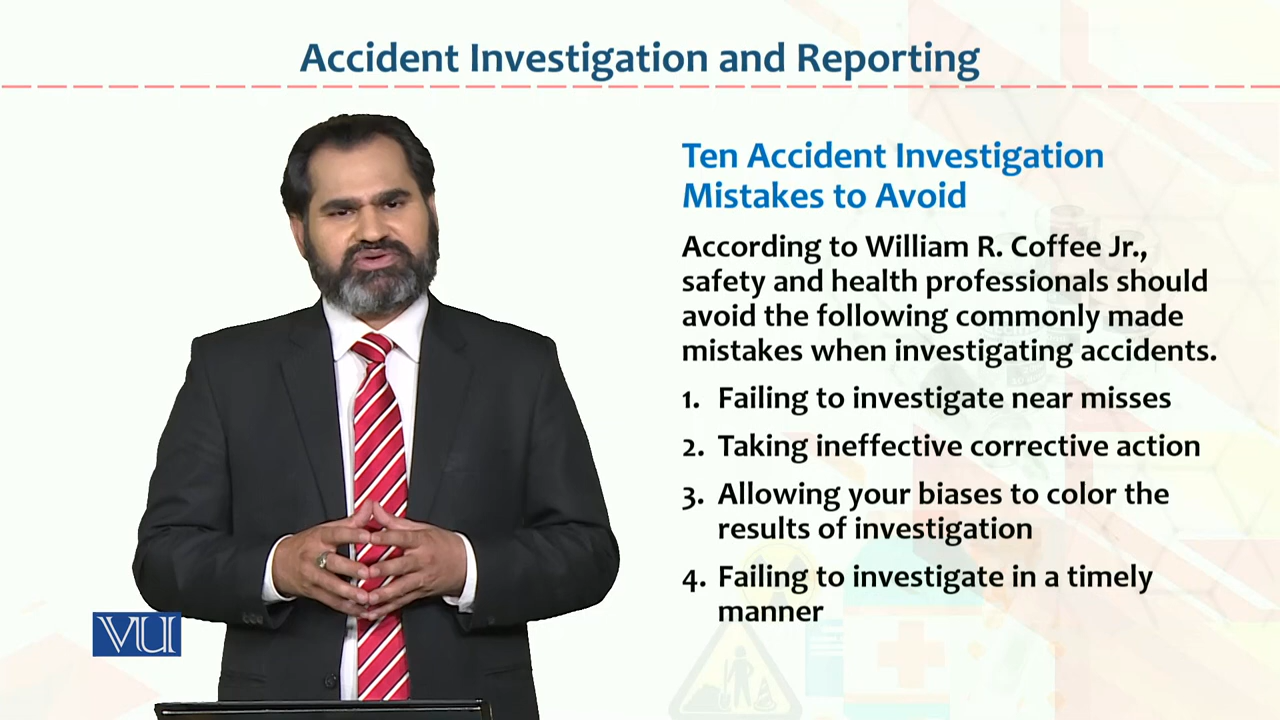 Accident Investigation and Reporting
Ten Accident Investigation
Mistakes to Avoid
According to William R. Coffee Jr.,
safety and health professionals should
avoid the following commonly made
mistakes when investigating accidents.
1. Failing to investigate near misses
2. Taking ineffective corrective action
3. Allowing your biases to color the
results of investigation
4. Failing to investigate in a timely
manner
VU